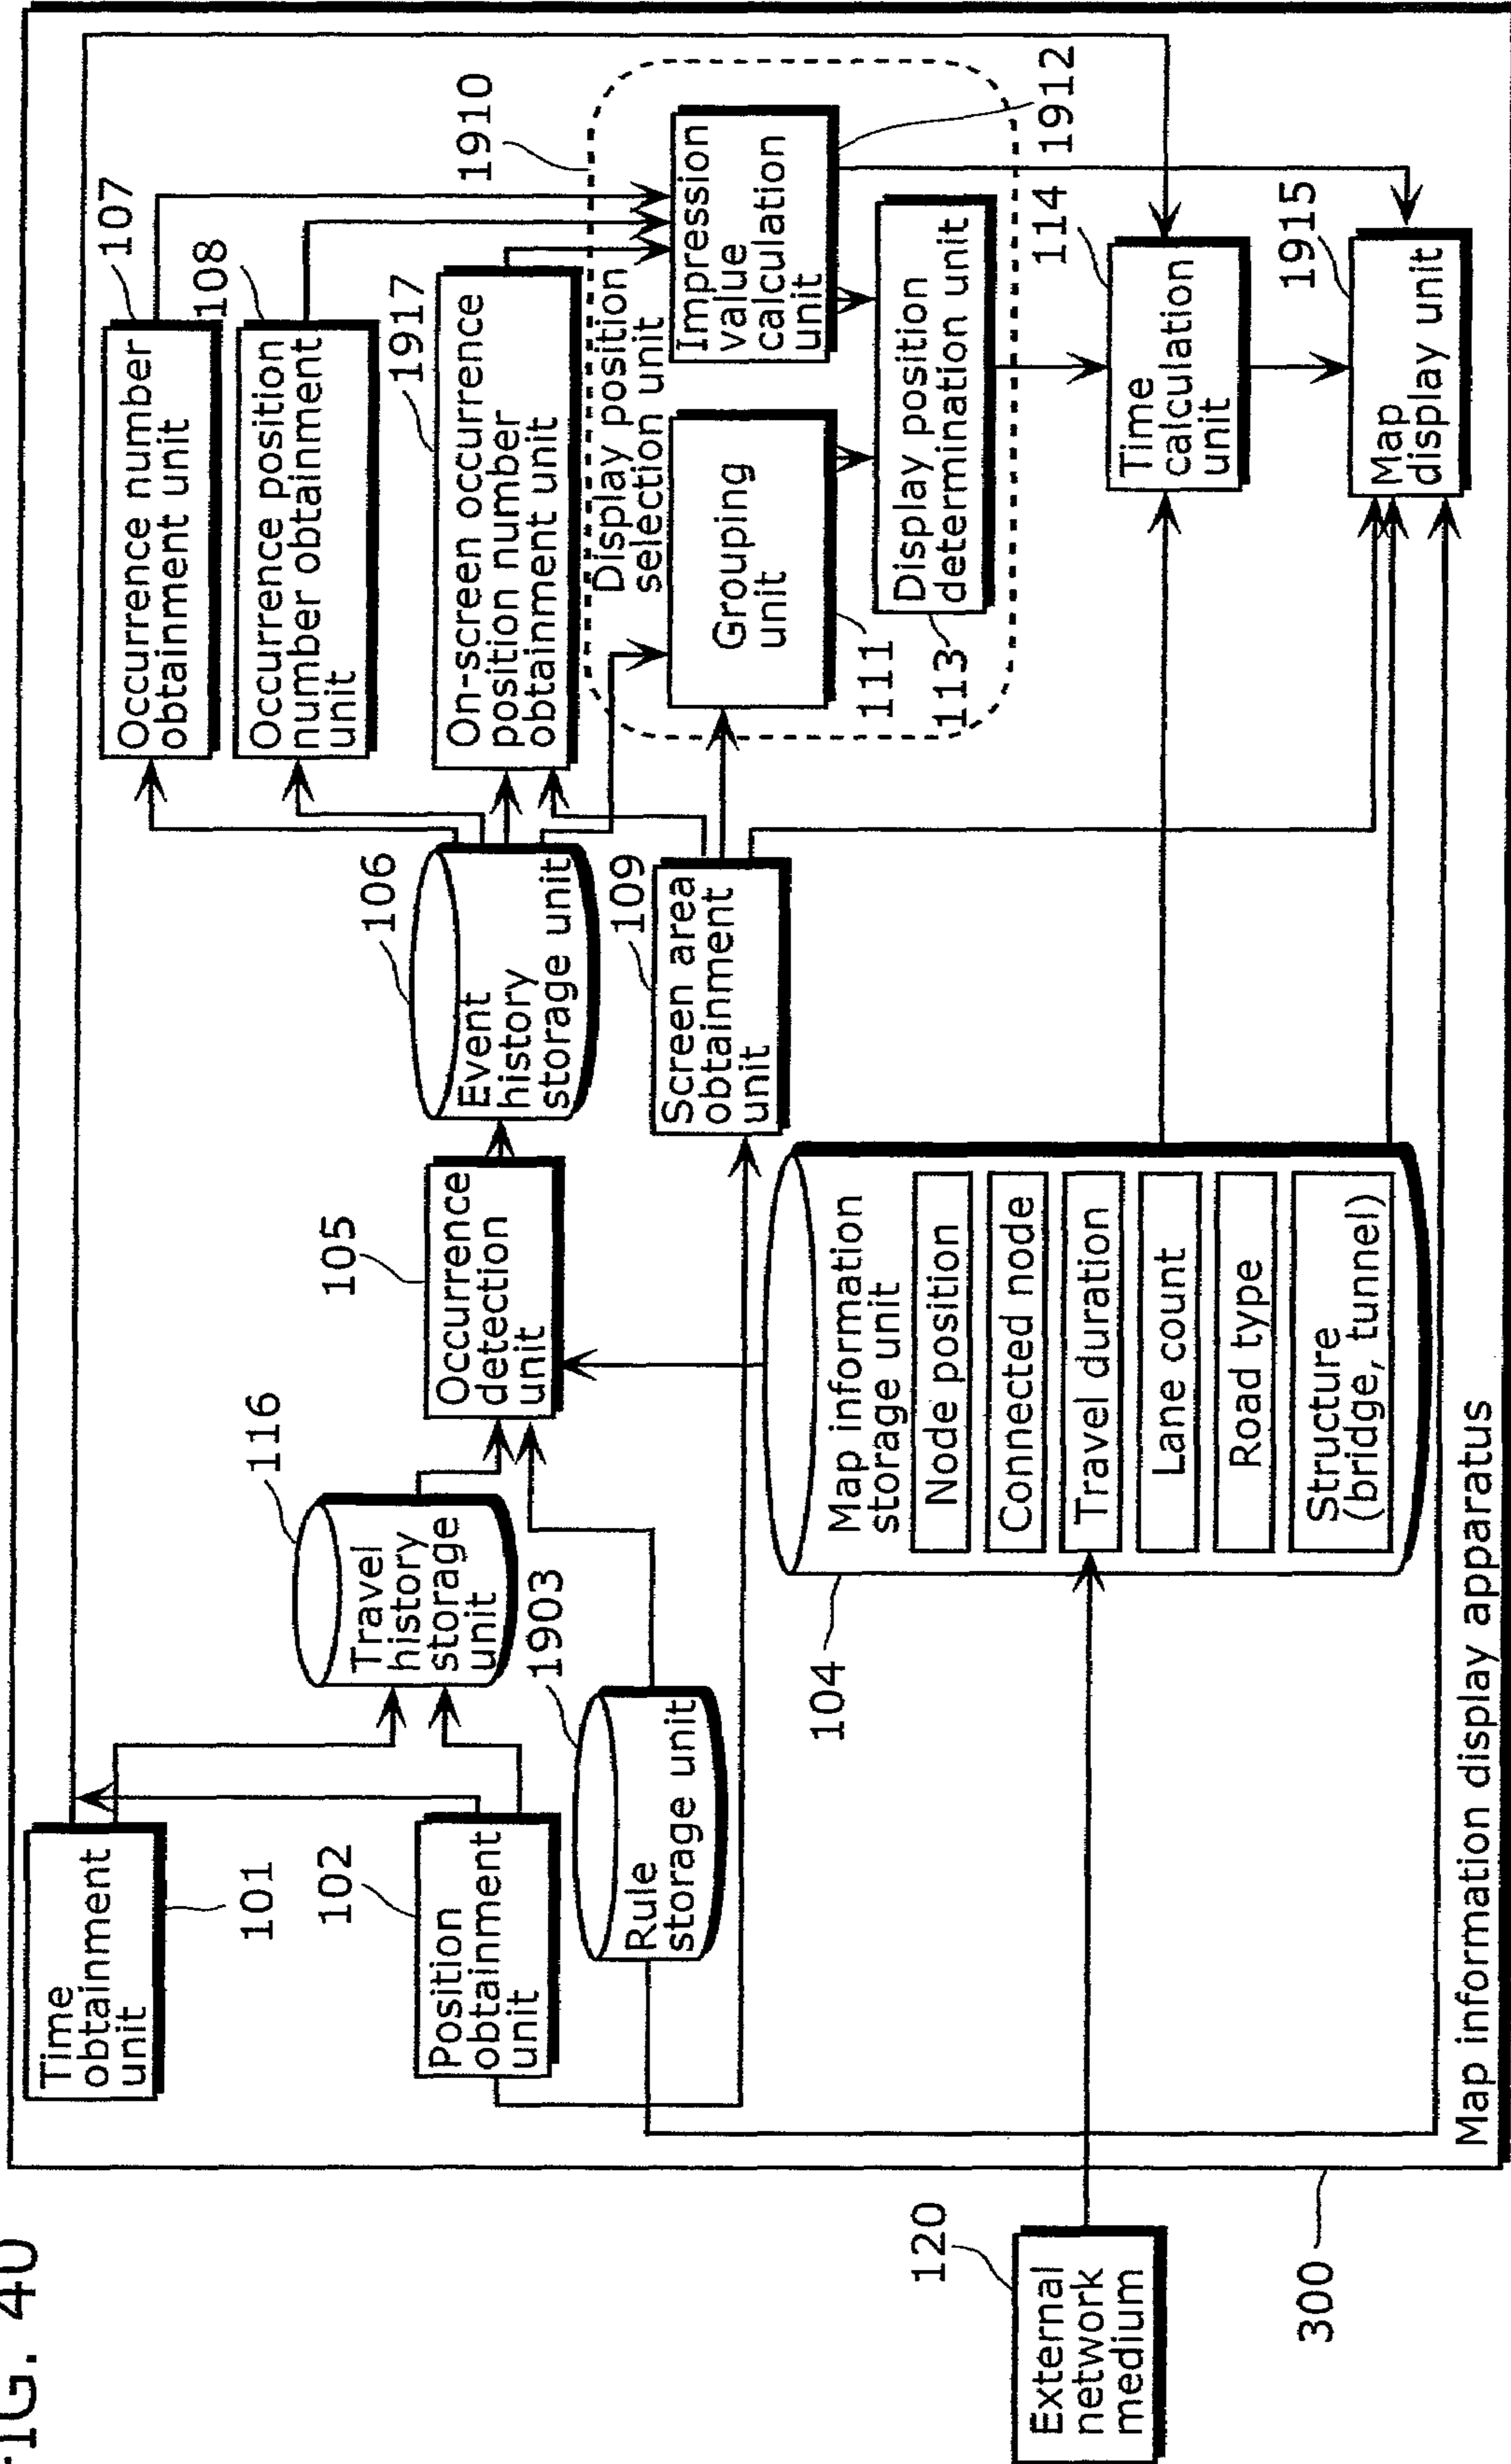 FIG. 40
Time
obtainment
unit
101
102
Position
obtainment
unit
Travel
history
storage
unit
116
Rule
storage unit
1903
105
Occurrence
detection
unit
106
Event
history
storage unit
107
Occurrence number
obtainment unit
108
Occurrence position
number obtainment
unit
1917
On-screen occurrence
position number
obtainment unit
109
Screen area
obtainment
unit
1910
Display position
selection unit
Grouping
unit
111
Impression
value
calculation
unit
1912
Display position
determination unit
113
114
Time
calculation
unit
1915
Map
display unit
104
Map information
storage unit
Node position
Connected node
Travel duration
Lane count
Road type
Structure
(bridge, tunnel)
Map information display apparatus
120
External
network
medium
300